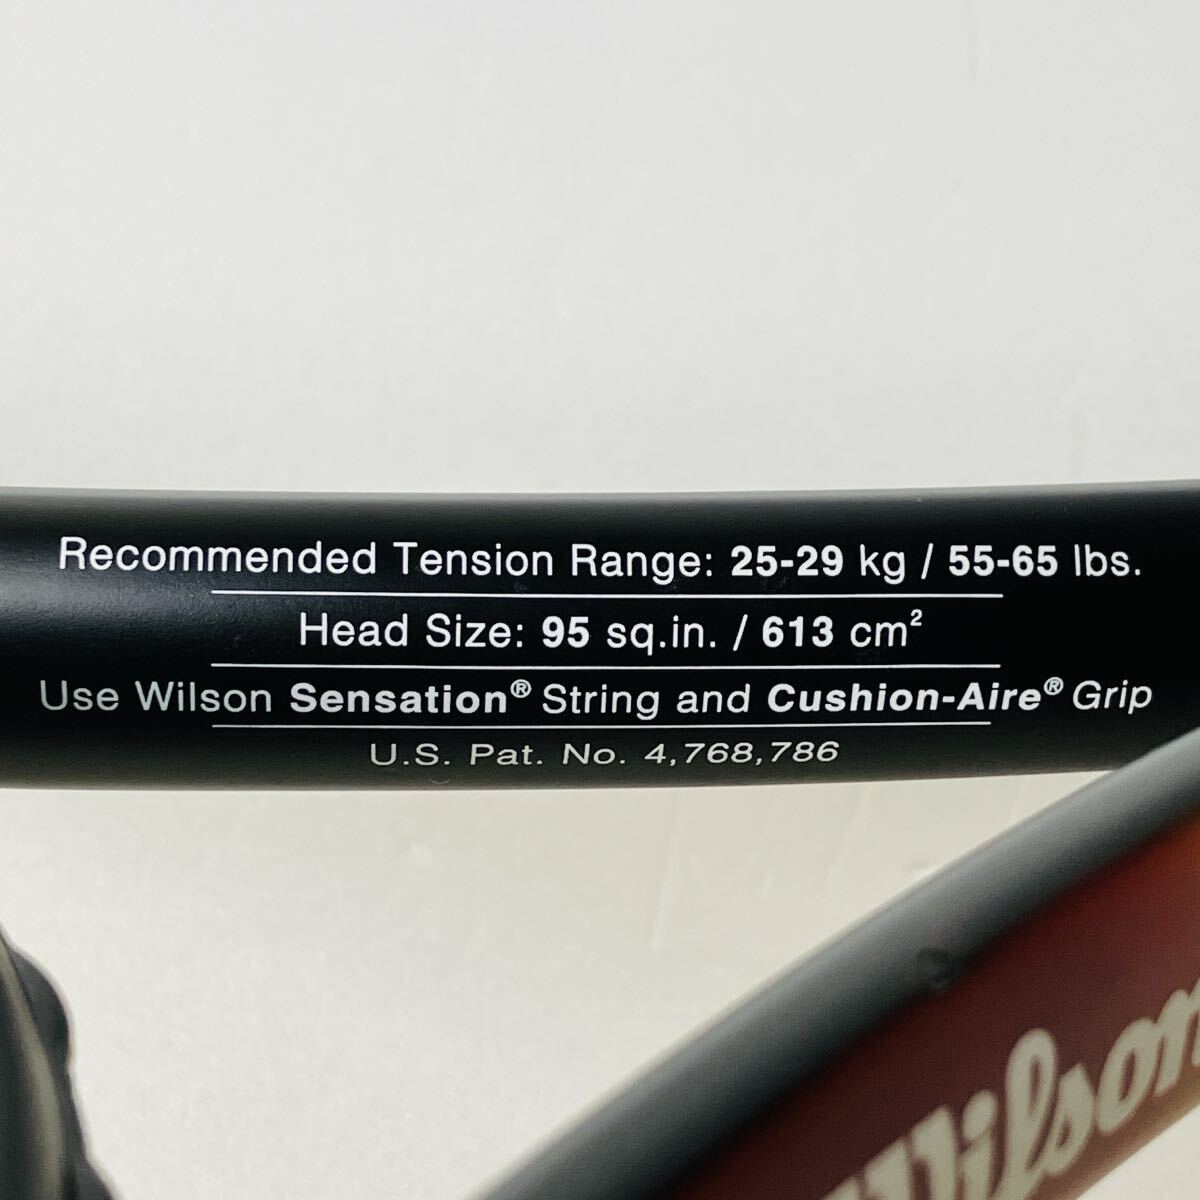 Recommended Tension Range: 25-29 kg / 55-65 lbs.
Head Size: 95 sq.in. / 613 cm²
Use Wilson Sensation® String and Cushion-Aire® Grip
U.S. Pat. No. 4,768,786
Wilson